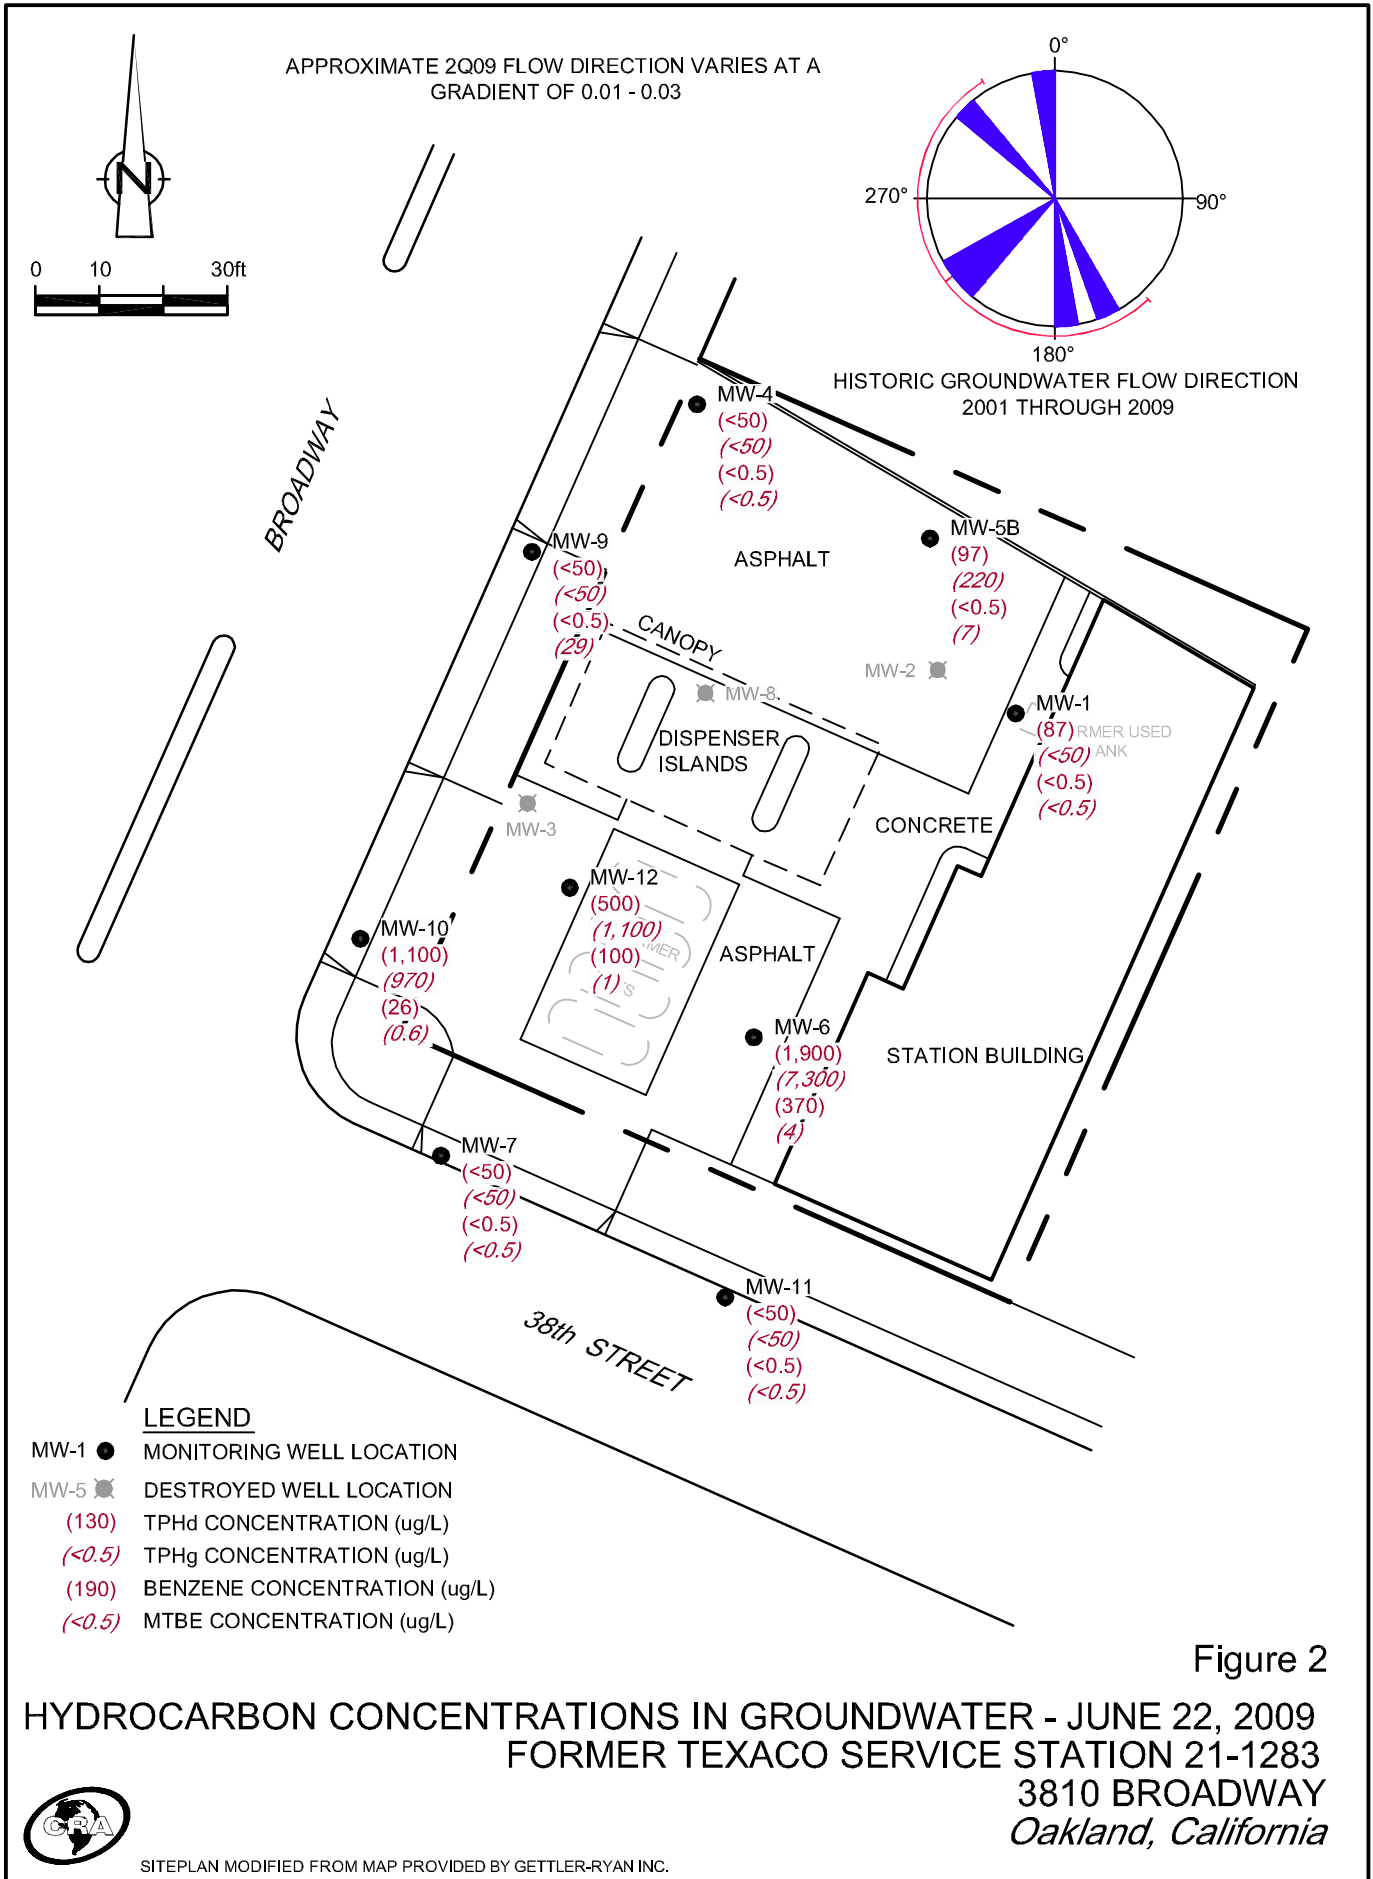 APPROXIMATE 2Q09 FLOW DIRECTION VARIES AT A
GRADIENT OF 0.01 - 0.03
N
0 10 30ft
0°
270°
90°
180°
HISTORIC GROUNDWATER FLOW DIRECTION
2001 THROUGH 2009
BROADWAY
MW-4
(<50)
(<50)
(<0.5)
(<0.5)
MW-5B
(97)
(220)
(<0.5)
(7)
ASPHALT
MW-9
(<50)
(<50)
(<0.5)
(29)
CANOPY
MW-2
MW-8
MW-1
(87)
(<50)
(<0.5)
(<0.5)
RMER USED
ANK
DISPENSER
ISLANDS
MW-3
CONCRETE
MW-12
(500)
(1,100)
(100)
(1)
MER
S
MW-10
(1,100)
(970)
(26)
(0.6)
ASPHALT
MW-6
(1,900)
(7,300)
(370)
(4)
STATION BUILDING
MW-7
(<50)
(<50)
(<0.5)
(<0.5)
MW-11
(<50)
(<50)
(<0.5)
(<0.5)
38th STREET
LEGEND
MW-1 MONITORING WELL LOCATION
MW-5 DESTROYED WELL LOCATION
(130) TPHd CONCENTRATION (ug/L)
(<0.5) TPHg CONCENTRATION (ug/L)
(190) BENZENE CONCENTRATION (ug/L)
(<0.5) MTBE CONCENTRATION (ug/L)
Figure 2
HYDROCARBON CONCENTRATIONS IN GROUNDWATER - JUNE 22, 2009
FORMER TEXACO SERVICE STATION 21-1283
3810 BROADWAY
Oakland, California
CRA
SITEPLAN MODIFIED FROM MAP PROVIDED BY GETTLER-RYAN INC.